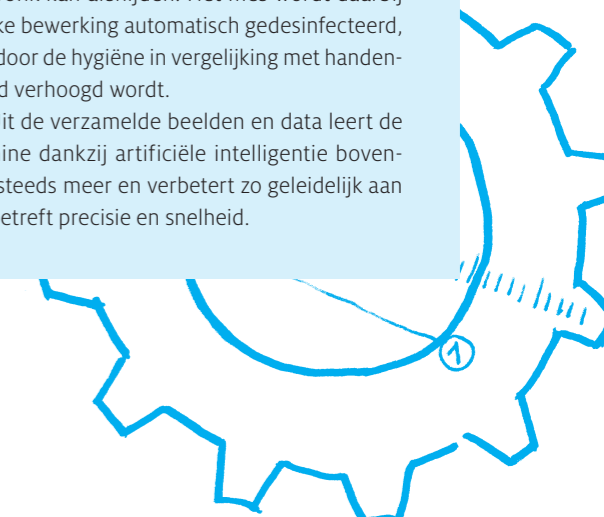 ke bewerking automatisch gedesinfecteerd,
door de hygiëne in vergelijking met handen-
d verhoogd wordt.
it de verzamelde beelden en data leert de
ine dankzij artificiële intelligentie boven-
steeds meer en verbetert zo geleidelijk aan
etreft precisie en snelheid.
1